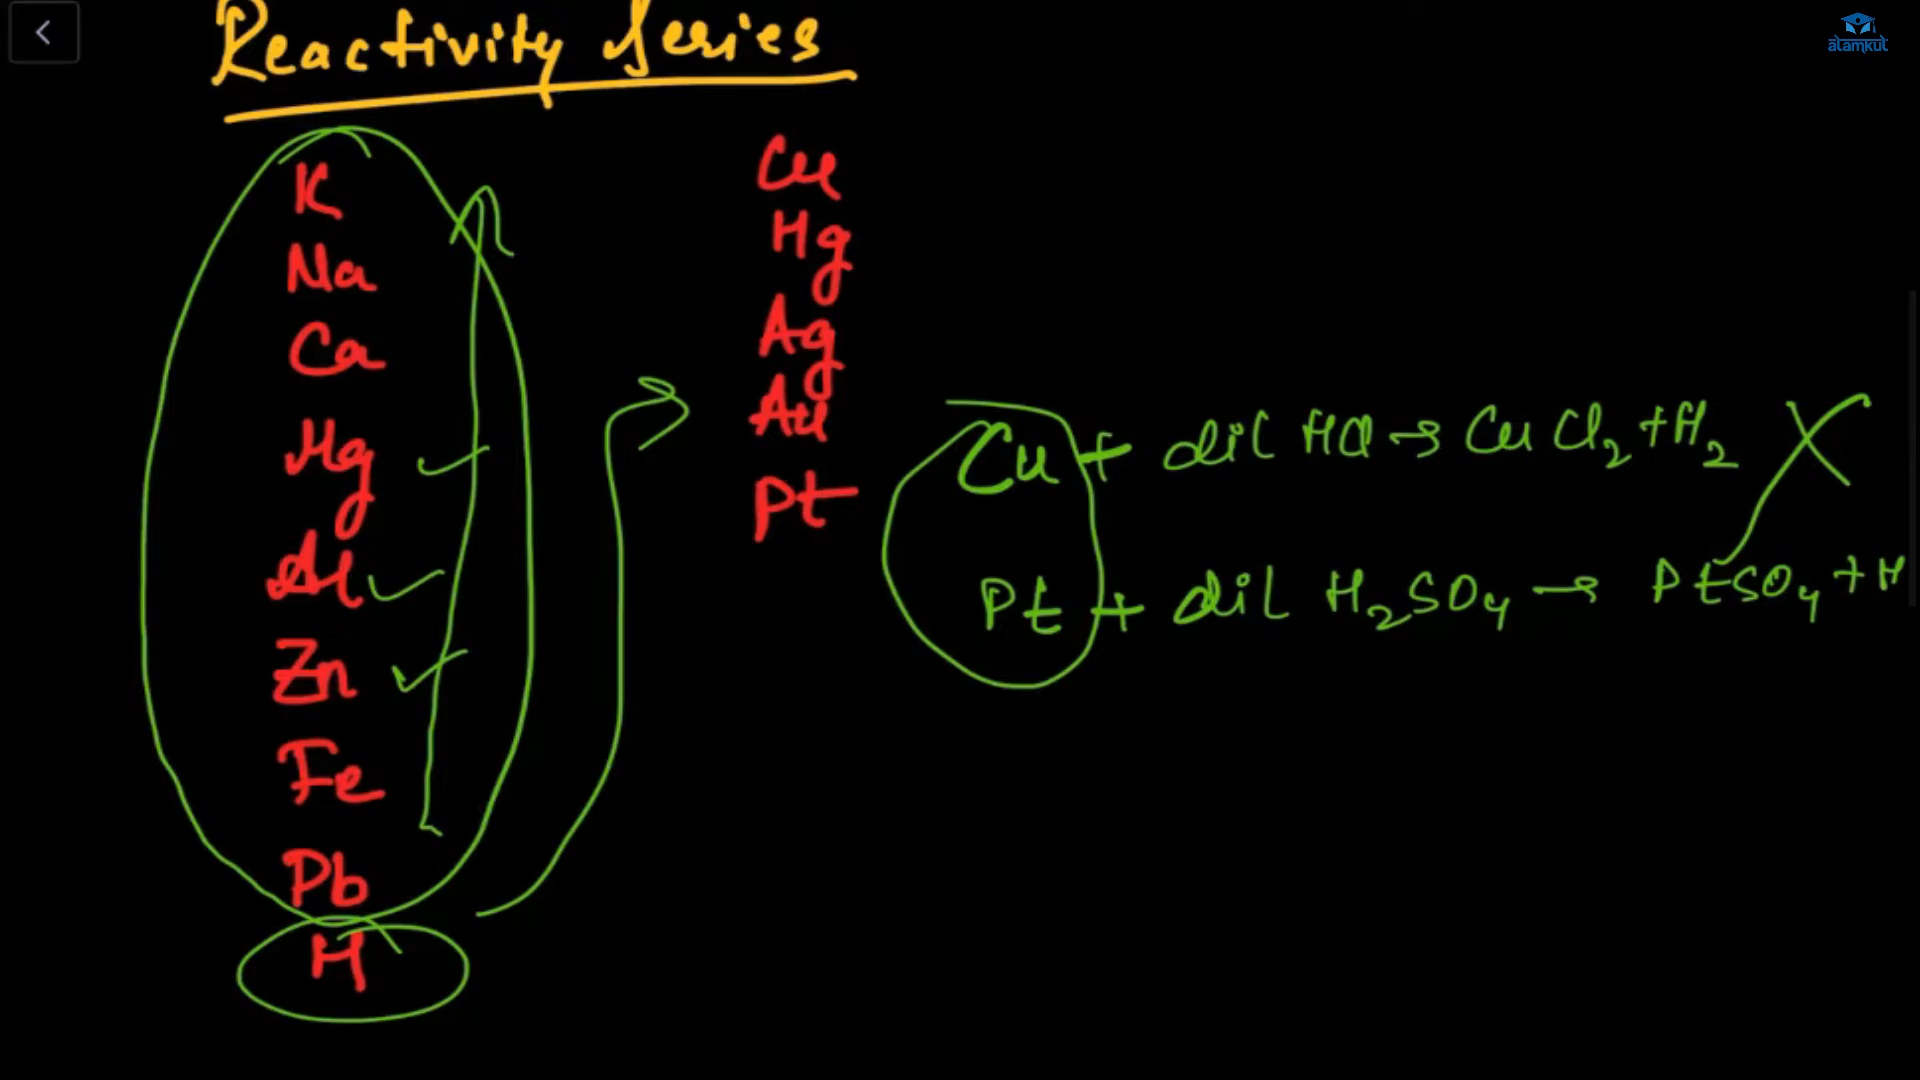 Reactivity Series
K
Na
Ca
Mg
Al
Zn
Fe
Pb
H
Cu
Hg
Ag
Au
Pt
Cu + dil HCl → CuCl₂ + H₂
Pt + dil H₂SO₄ → PtSO₄ + H
alamkut